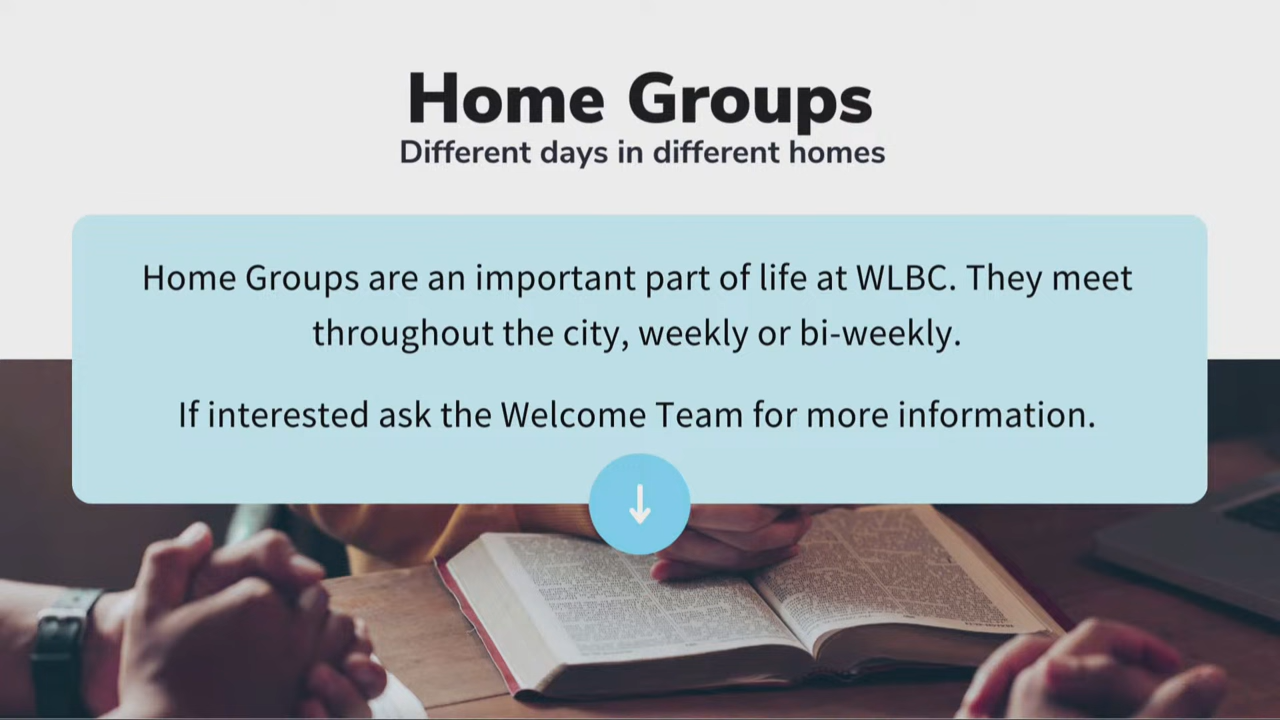 Home Groups
Different days in different homes
Home Groups are an important part of life at WLBC. They meet
throughout the city, weekly or bi-weekly.
If interested ask the Welcome Team for more information.